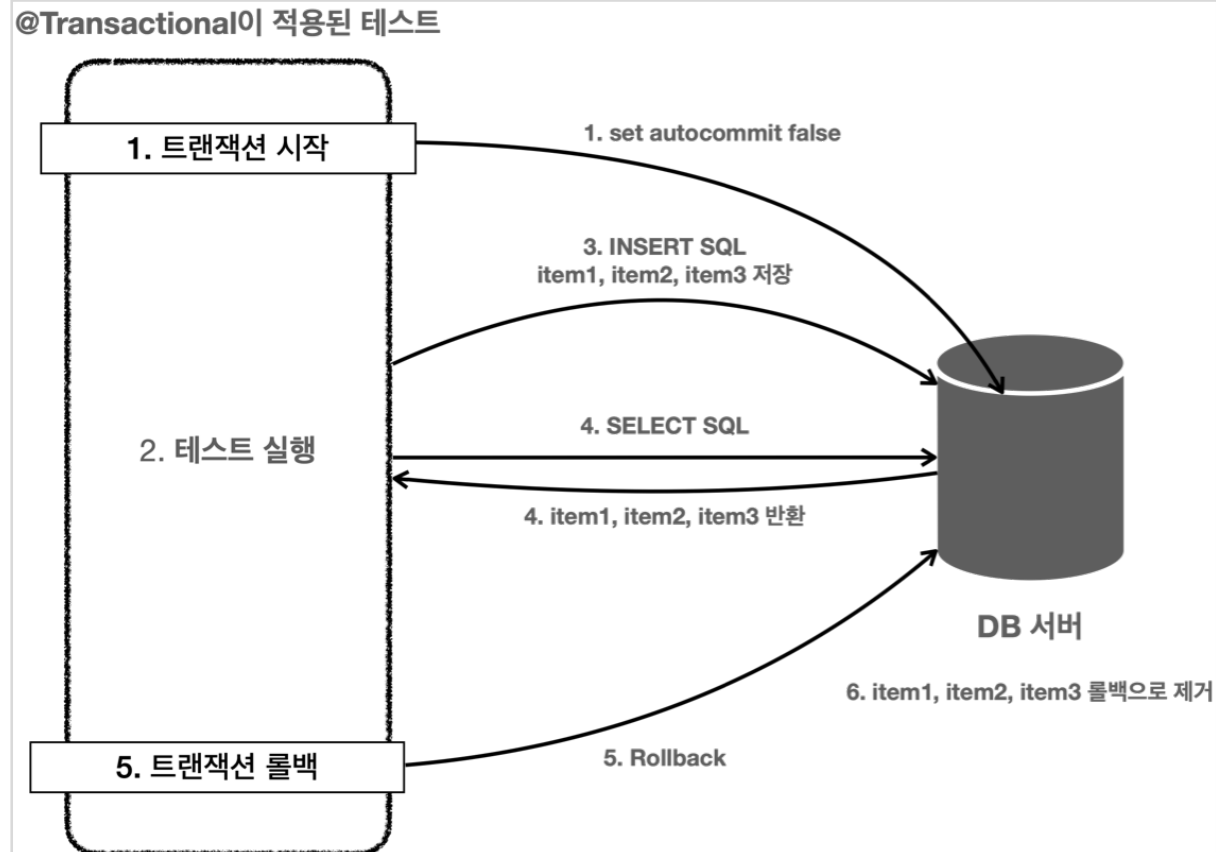 @Transactional이 적용된 테스트
1. 트랜잭션 시작
1. set autocommit false
3. INSERT SQL
item1, item2, item3 저장
2. 테스트 실행
4. SELECT SQL
4. item1, item2, item3 반환
DB 서버
6. item1, item2, item3 롤백으로 제거
5. 트랜잭션 롤백
5. Rollback